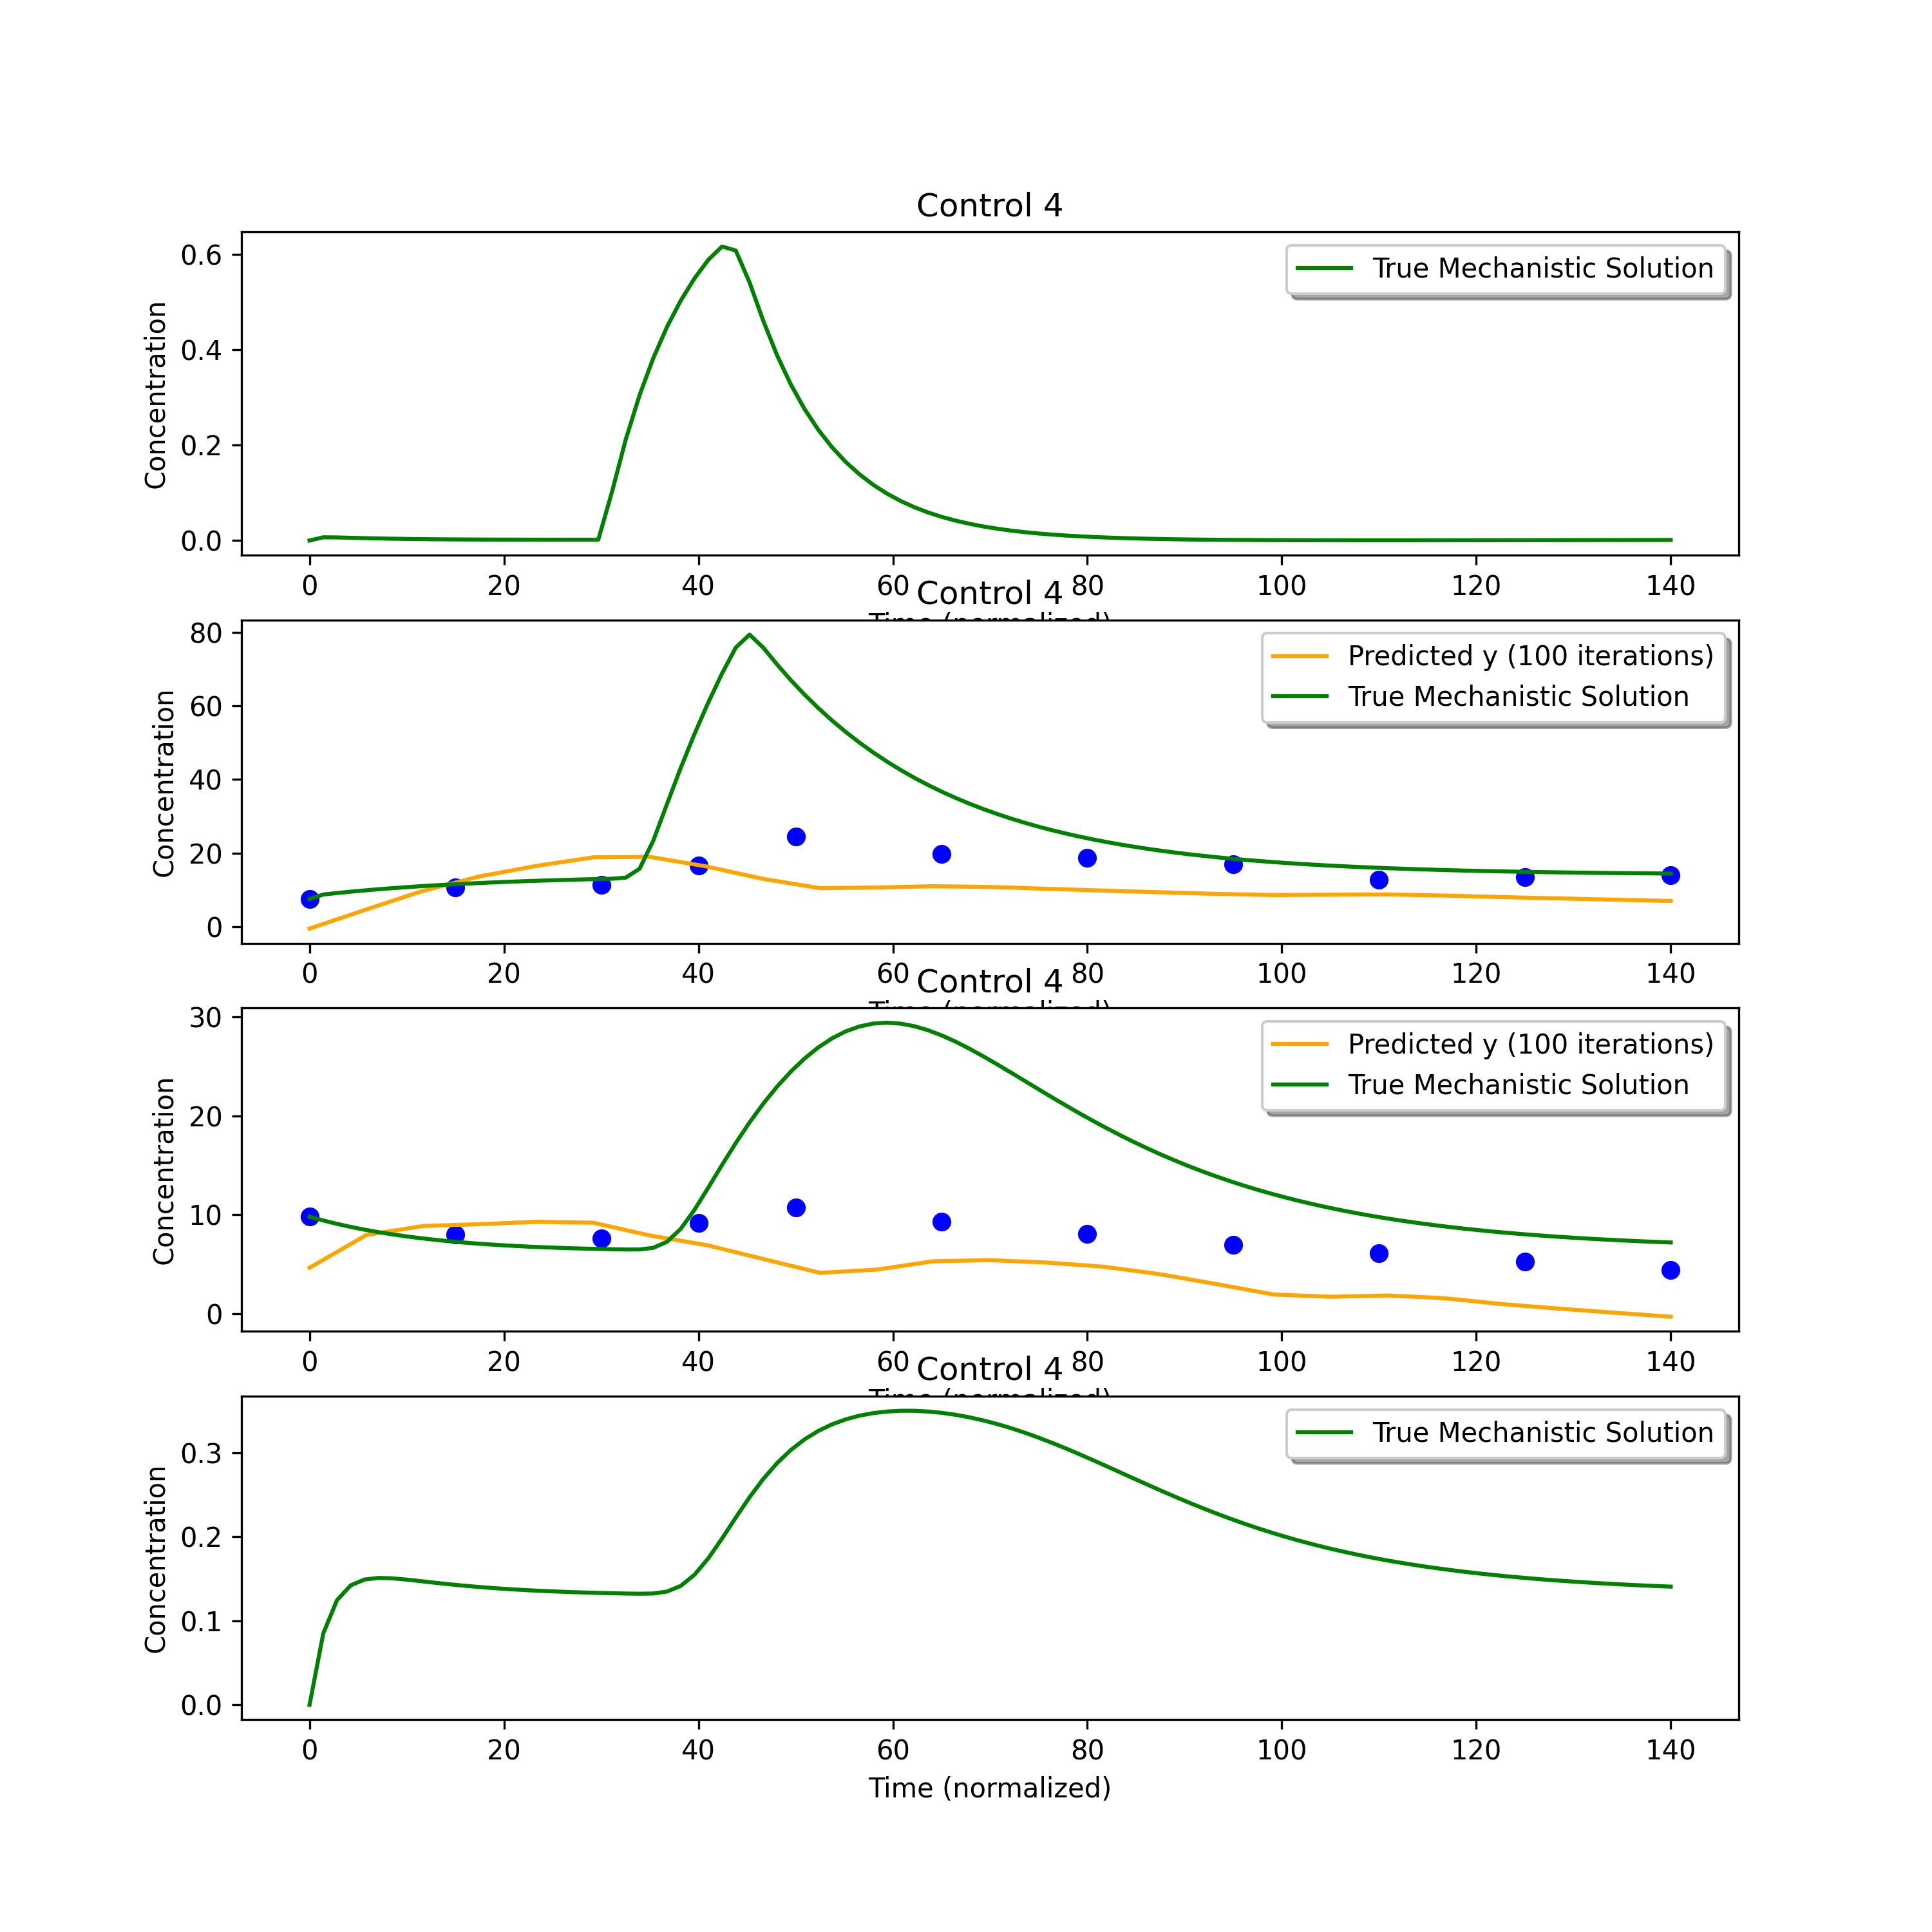 Control 4
Concentration
0.6
0.4
0.2
0.0
True Mechanistic Solution
0 20 40 60 80 100 120 140
Control 4
Concentration
80
60
40
20
0
Predicted y (100 iterations)
True Mechanistic Solution
0 20 40 60 80 100 120 140
Control 4
Concentration
30
20
10
0
Predicted y (100 iterations)
True Mechanistic Solution
0 20 40 60 80 100 120 140
Control 4
Concentration
0.3
0.2
0.1
0.0
True Mechanistic Solution
0 20 40 60 80 100 120 140
Time (normalized)